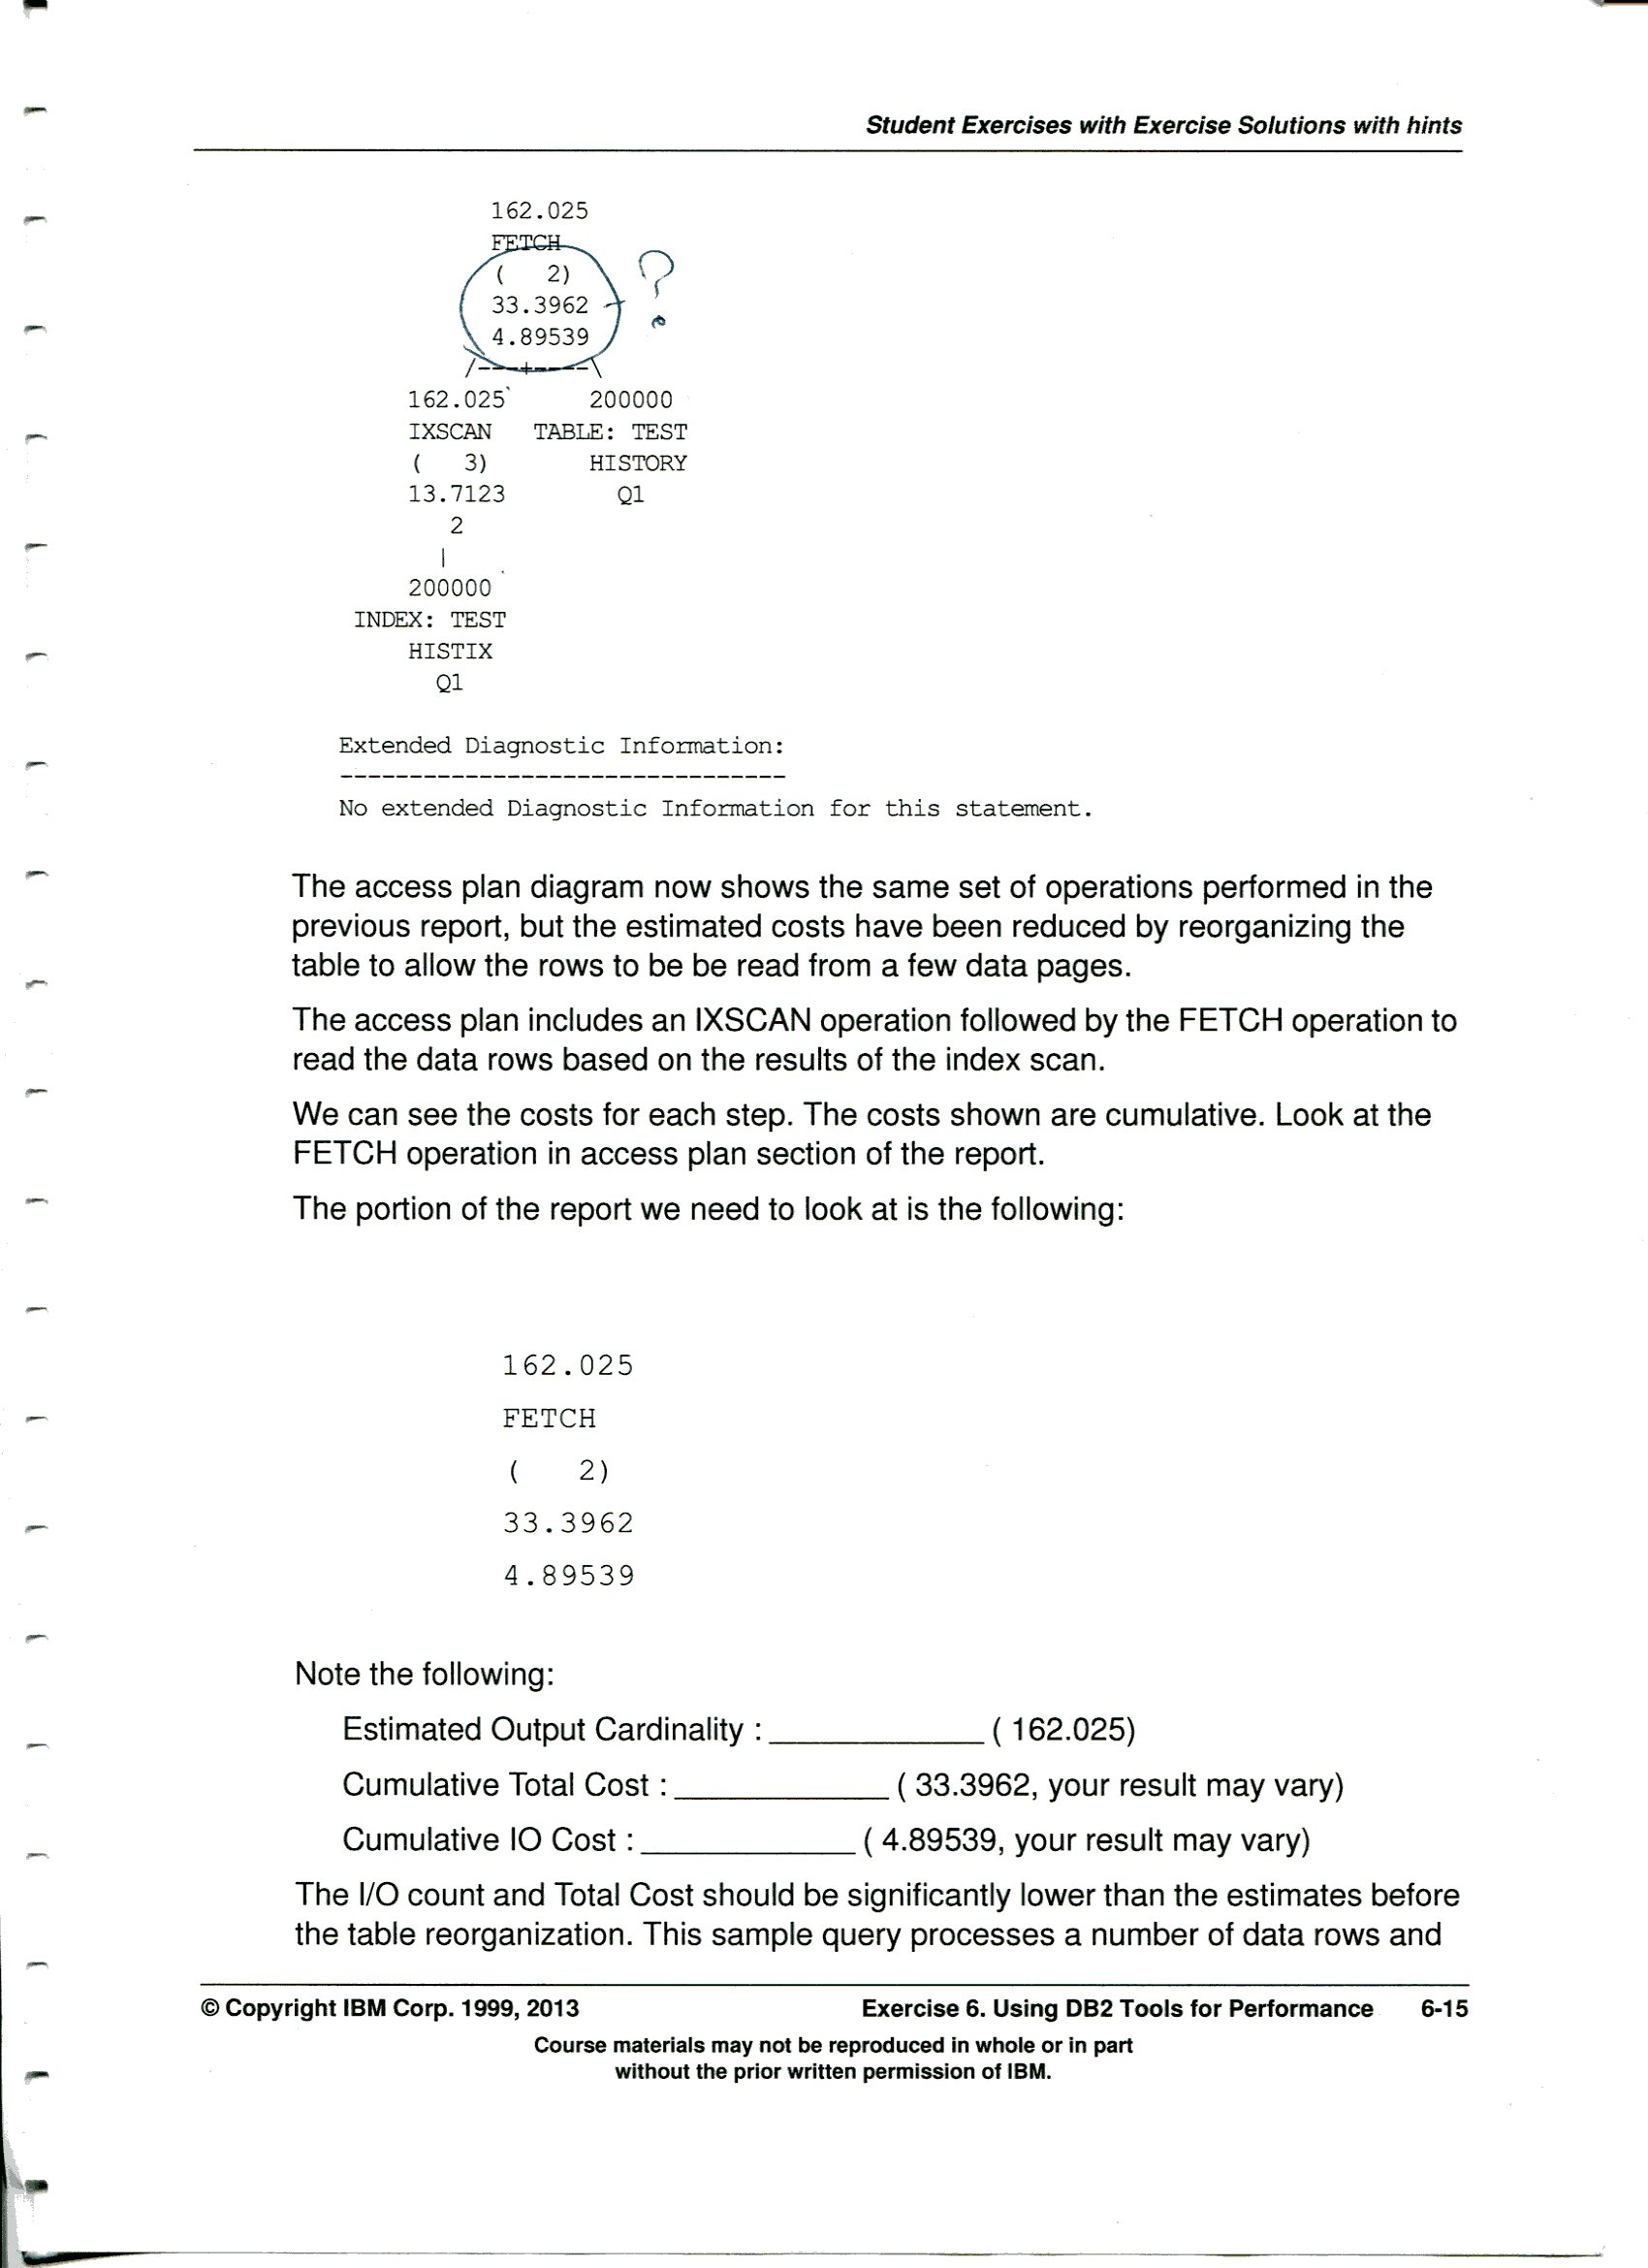 Student Exercises with Exercise Solutions with hints
162.025
FETCH
( 2)
33.3962
4.89539
?
/---+----\
162.025 200000
IXSCAN TABLE: TEST
( 3) HISTORY
13.7123 Q1
2
|
200000
INDEX: TEST
HISTIX
Q1
Extended Diagnostic Information:
--------------------------------
No extended Diagnostic Information for this statement.
The access plan diagram now shows the same set of operations performed in the
previous report, but the estimated costs have been reduced by reorganizing the
table to allow the rows to be be read from a few data pages.
The access plan includes an IXSCAN operation followed by the FETCH operation to
read the data rows based on the results of the index scan.
We can see the costs for each step. The costs shown are cumulative. Look at the
FETCH operation in access plan section of the report.
The portion of the report we need to look at is the following:
162.025
FETCH
( 2)
33.3962
4.89539
Note the following:
Estimated Output Cardinality : _____________ ( 162.025)
Cumulative Total Cost : _____________ ( 33.3962, your result may vary)
Cumulative IO Cost : _____________ ( 4.89539, your result may vary)
The I/O count and Total Cost should be significantly lower than the estimates before
the table reorganization. This sample query processes a number of data rows and
© Copyright IBM Corp. 1999, 2013 Exercise 6. Using DB2 Tools for Performance 6-15
Course materials may not be reproduced in whole or in part
without the prior written permission of IBM.